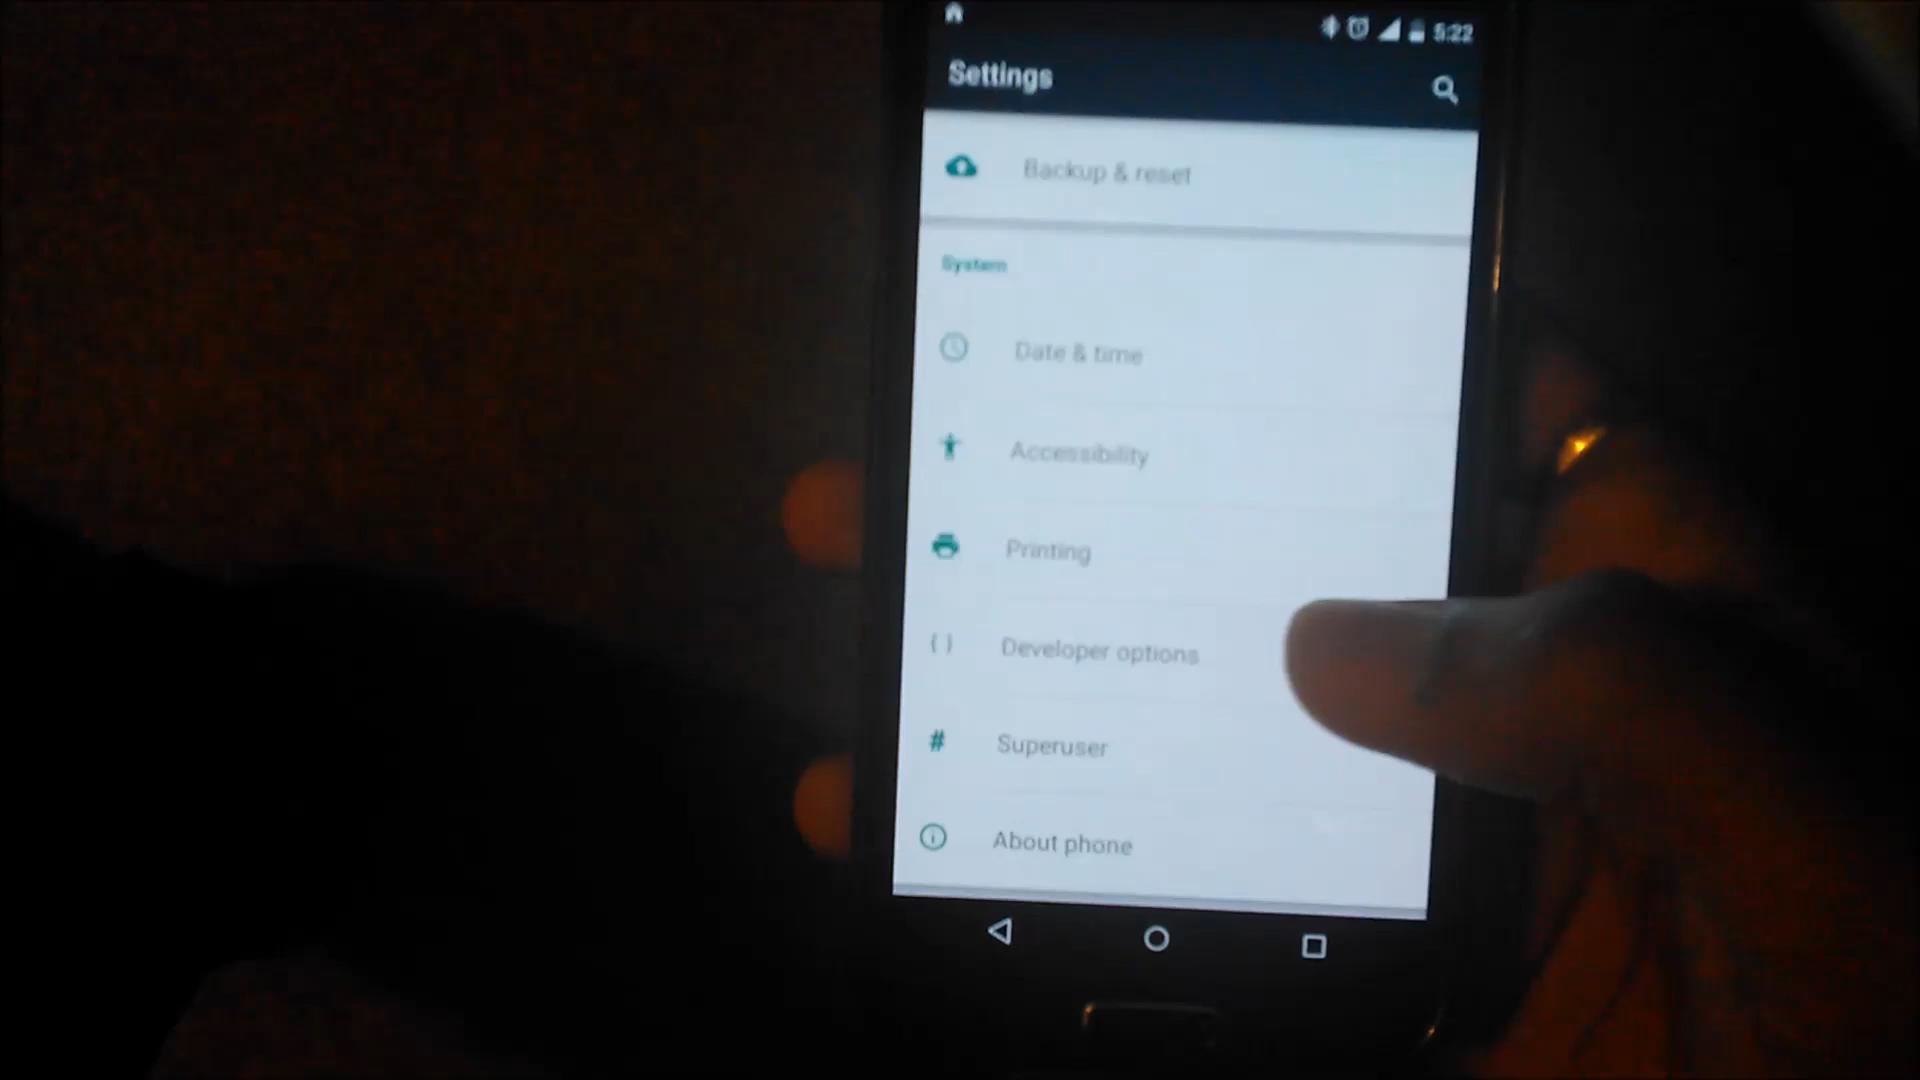 5:22
Settings
Backup & reset
System
Date & time
Accessibility
Printing
{ } Developer options
# Superuser
About phone